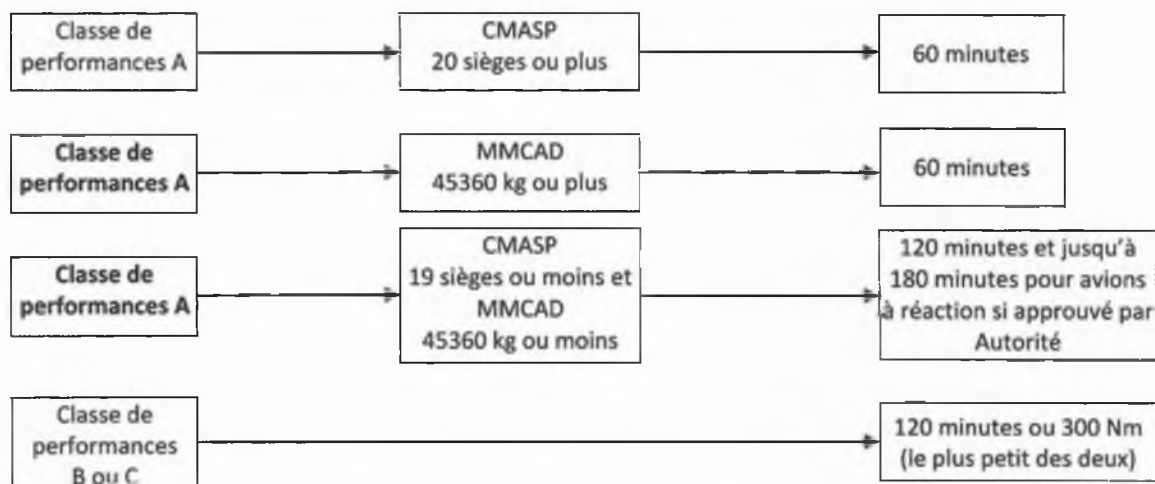 Classe de
performances A
CMASP
20 sièges ou plus
60 minutes
Classe de
performances A
MMCAD
45360 kg ou plus
60 minutes
Classe de
performances A
CMASP
19 sièges ou moins et
MMCAD
45360 kg ou moins
120 minutes et jusqu'à
180 minutes pour avions
à réaction si approuvé par
Autorité
Classe de
performances
B ou C
120 minutes ou 300 Nm
(le plus petit des deux)